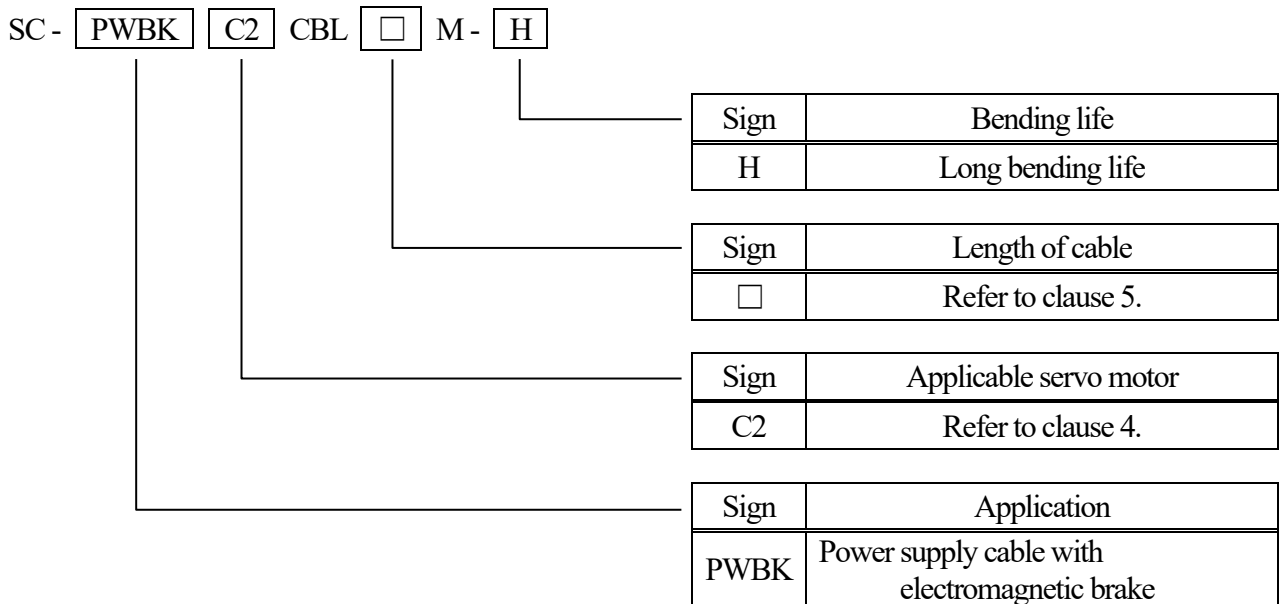 SC - PWBK C2 CBL □ M - H
Sign Bending life
H Long bending life
Sign Length of cable
□ Refer to clause 5.
Sign Applicable servo motor
C2 Refer to clause 4.
Sign Application
PWBK Power supply cable with
electromagnetic brake